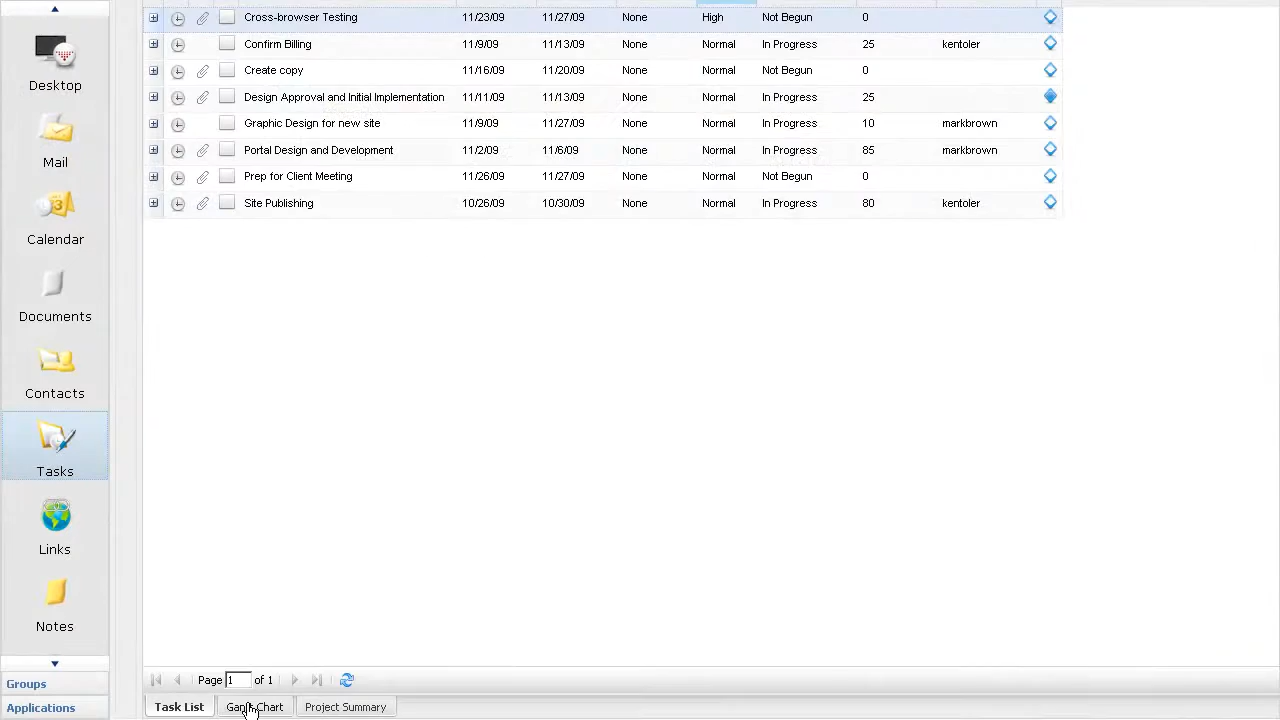 Desktop
Mail
Calendar
Documents
Contacts
Tasks
Links
Notes
Groups
Applications
Cross-browser Testing 11/23/09 11/27/09 None High Not Begun 0
Confirm Billing 11/13/09 None Normal In Progress 25 kentoler
Create copy 11/16/09 11/20/09 None Normal Not Begun 0
Design Approval and Initial Implementation 11/11/09 11/13/09 None Normal In Progress 25
Graphic Design for new site 11/9/09 11/27/09 None Normal In Progress 10 markbrown
Portal Design and Development 11/2/09 11/6/09 None Normal In Progress 85 markbrown
Prep for Client Meeting 11/26/09 11/27/09 None Normal Not Begun 0
Site Publishing 10/26/09 10/30/09 None Normal In Progress 80 kentoler
Page 1 of 1
Task List Gantt Chart Project Summary